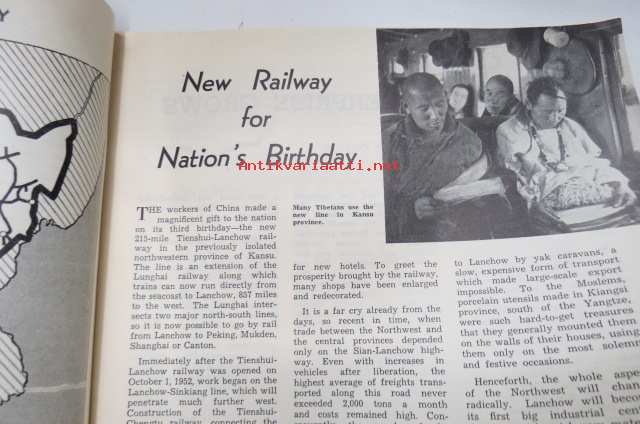 Y
New Railway
for
Nation's Birthday
Antikvariaatti.net
THE workers of China made a
magnificent gift to the nation
on its third birthday—the new
215-mile Tienshui-Lanchow rail-
way in the previously isolated
northwestern province of Kansu.
The line is an extension of the
Lunghai railway along which
trains can now run directly from
the seacoast to Lanchow, 857 miles
to the west. The Lunghai inter-
sects two major north-south lines,
so it is now possible to go by rail
from Lanchow to Peking, Mukden,
Shanghai or Canton.
Immediately after the Tienshui-
Lanchow railway was opened on
October 1, 1952, work began on the
Lanchow-Sinkiang line, which will
penetrate much further west.
Construction of the Tienshui-
Chengtu railway, connecting the
Many Tibetans use the
new line in Kansu
province.
for new hotels. To greet the
prosperity brought by the railway,
many shops have been enlarged
and redecorated.
It is a far cry already from the
days, so recent in time, when
trade between the Northwest and
the central provinces depended
only on the Sian-Lanchow high-
way. Even with increases in
vehicles after liberation, the
highest average of freights trans-
ported along this road never
exceeded 2,000 tons a month
and costs remained high. Con-
to Lanchow by yak caravans, a
slow, expensive form of transport
which made large-scale export
impossible. To the Moslems,
porcelain utensils made in Kiangsi
province, south of the Yangtze,
were such hard-to-get treasures
that they generally mounted them
on the walls of their houses, using
them only on the most solemn
and festive occasions.
Henceforth, the whole aspe
of the Northwest will chan
radically. Lanchow will beco
its first big industrial cent